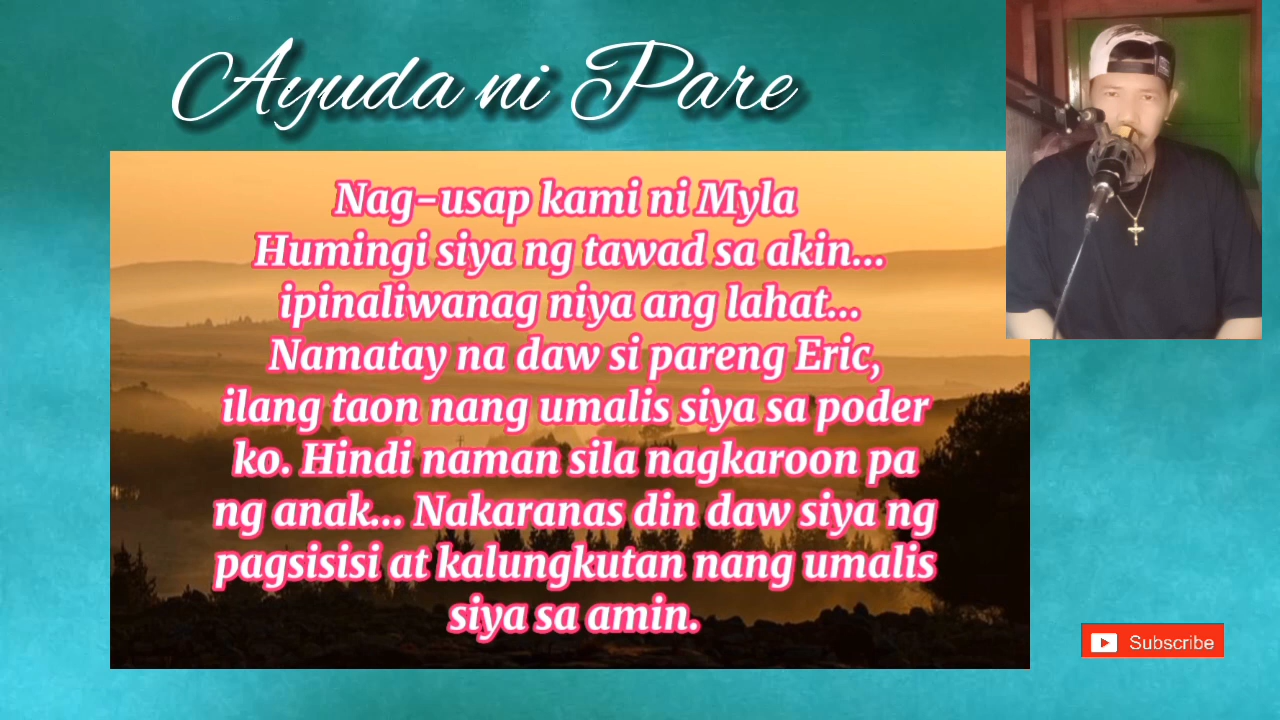 Ayuda ni Pare
Nag-usap kami ni Myla
Humingi siya ng tawad sa akin...
ipinaliwanag niya ang lahat...
Namatay na daw si pareng Eric,
ilang taon nang umalis siya sa poder
ko. Hindi naman sila nagkaroon pa
ng anak... Nakaranas din daw siya ng
pagsisisi at kalungkutan nang umalis
siya sa amin.
Subscribe